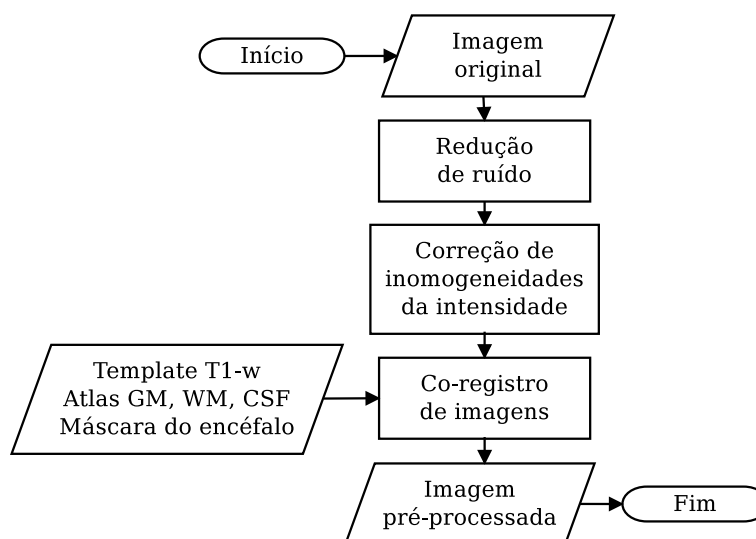 Início
Imagem
original
Redução
de ruído
Correção de
inomogeneidades
da intensidade
Template T1-w
Atlas GM, WM, CSF
Máscara do encéfalo
Co-registro
de imagens
Imagem
pré-processada
Fim